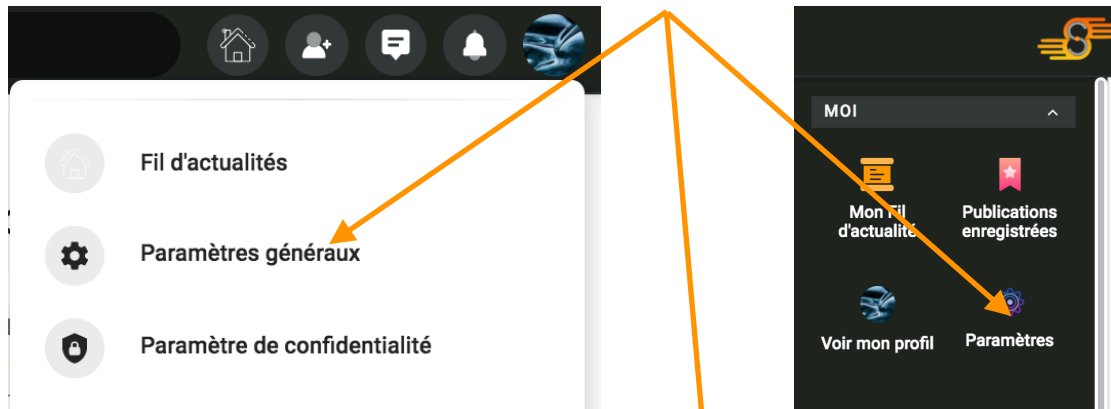 Fil d'actualités
Paramètres généraux
Paramètre de confidentialité
MOI
Mon Fil
d'actualité
Publications
enregistrées
Voir mon profil
Paramètres